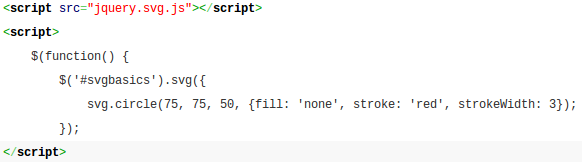 <script src="jquery.svg.js"></script>
<script>
    $(function() {
        $('#svgbasics').svg({
            svg.circle(75, 75, 50, {fill: 'none', stroke: 'red', strokeWidth: 3});
        });
</script>